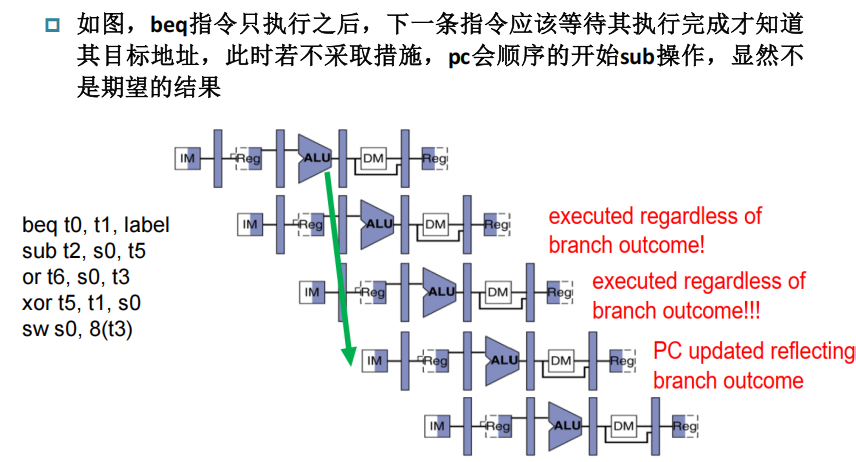 如图，beq指令只执行之后，下一条指令应该等待其执行完成才知道
其目标地址，此时若不采取措施，pc会顺序的开始sub操作，显然不
是期望的结果
IM Reg ALU DM Reg
IM Reg ALU DM Reg
executed regardless of
branch outcome!
beq t0, t1, label
sub t2, s0, t5
or t6, s0, t3
xor t5, t1, s0
sw s0, 8(t3)
IM Reg ALU DM Reg
executed regardless of
branch outcome!!!
IM Reg ALU DM Reg
PC updated reflecting
branch outcome
IM Reg ALU DM Reg